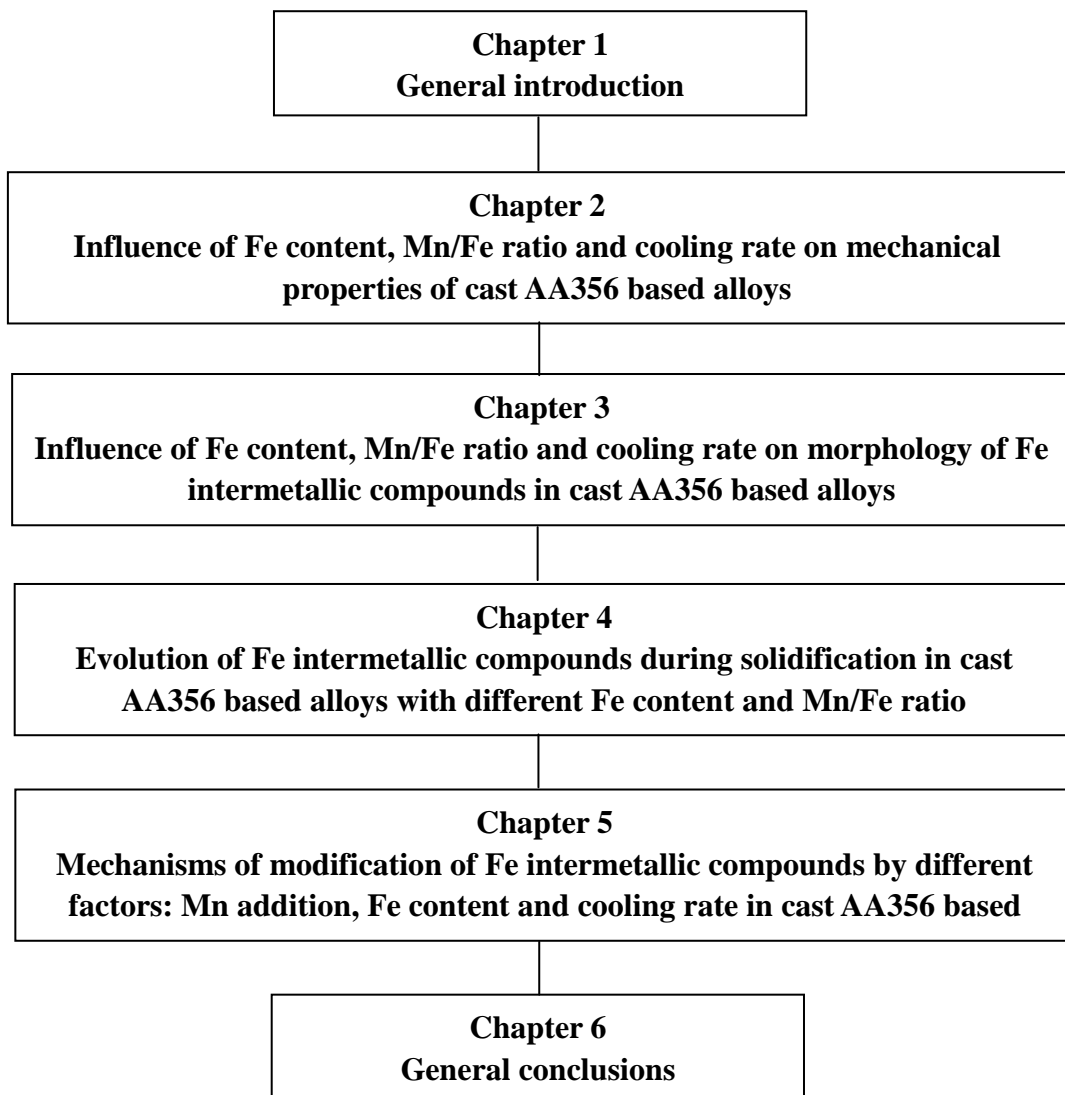 Chapter 1
General introduction
Chapter 2
Influence of Fe content, Mn/Fe ratio and cooling rate on mechanical
properties of cast AA356 based alloys
Chapter 3
Influence of Fe content, Mn/Fe ratio and cooling rate on morphology of Fe
intermetallic compounds in cast AA356 based alloys
Chapter 4
Evolution of Fe intermetallic compounds during solidification in cast
AA356 based alloys with different Fe content and Mn/Fe ratio
Chapter 5
Mechanisms of modification of Fe intermetallic compounds by different
factors: Mn addition, Fe content and cooling rate in cast AA356 based
Chapter 6
General conclusions